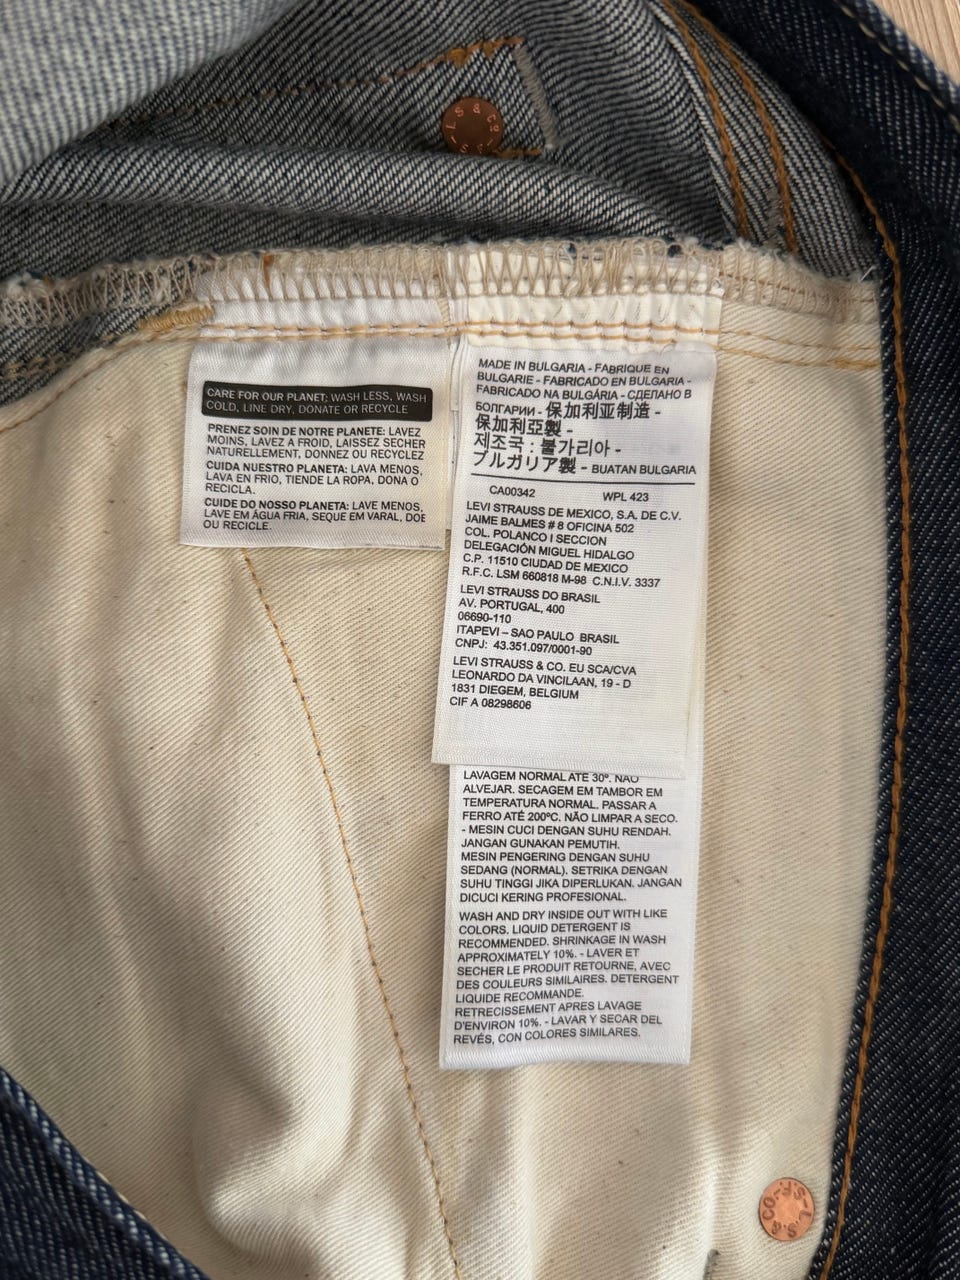 CARE FOR OUR PLANET: WASH LESS, WASH
COLD, LINE DRY, DONATE OR RECYCLE
PRENEZ SOIN DE NOTRE PLANETE: LAVEZ
MOINS, LAVEZ A FROID, LAISSEZ SECHER
NATURELLEMENT, DONNEZ OU RECYCLEZ
CUIDA NUESTRO PLANETA: LAVA MENOS,
LAVA EN FRIO, TIENDE LA ROPA, DONA O
RECICLA.
CUIDE DO NOSSO PLANETA: LAVE MENOS,
LAVE EM ÁGUA FRIA, SEQUE EM VARAL, DOE
OU RECICLE.
MADE IN BULGARIA - FABRIQUE EN
BULGARIE - FABRICADO EN BULGARIA -
FABRICADO NA BULGÁRIA - СДЕЛАНО В
БОЛГАРИИ - 保加利亚制造 -
保加利亞製 -
제조국 : 불가리아 -
ブルガリア製 - BUATAN BULGARIA
CA00342 WPL 423
LEVI STRAUSS DE MEXICO, S.A. DE C.V.
JAIME BALMES # 8 OFICINA 502
COL. POLANCO I SECCION
DELEGACIÓN MIGUEL HIDALGO
C.P. 11510 CIUDAD DE MEXICO
R.F.C. LSM 660818 M-98 C.N.I.V. 3337
LEVI STRAUSS DO BRASIL
AV. PORTUGAL, 400
06690-110
ITAPEVI – SAO PAULO BRASIL
CNPJ: 43.351.097/0001-90
LEVI STRAUSS & CO. EU SCA/CVA
LEONARDO DA VINCILAAN, 19 - D
1831 DIEGEM, BELGIUM
CIF A 08298606
LAVAGEM NORMAL ATÉ 30º. NÃO
ALVEJAR. SECAGEM EM TAMBOR EM
TEMPERATURA NORMAL. PASSAR A
FERRO ATÉ 200ºC. NÃO LIMPAR A SECO.
- MESIN CUCI DENGAN SUHU RENDAH.
JANGAN GUNAKAN PEMUTIH.
MESIN PENGERING DENGAN SUHU
SEDANG (NORMAL). SETRIKA DENGAN
SUHU TINGGI JIKA DIPERLUKAN. JANGAN
DICUCI KERING PROFESIONAL.
WASH AND DRY INSIDE OUT WITH LIKE
COLORS. LIQUID DETERGENT IS
RECOMMENDED. SHRINKAGE IN WASH
APPROXIMATELY 10%. - LAVER ET
SECHER LE PRODUIT RETOURNE, AVEC
DES COULEURS SIMILAIRES. DETERGENT
LIQUIDE RECOMMANDE.
RETRECISSEMENT APRES LAVAGE
D'ENVIRON 10%. - LAVAR Y SECAR DEL
REVÉS, CON COLORES SIMILARES.
L.S.&CO.-S.F.-